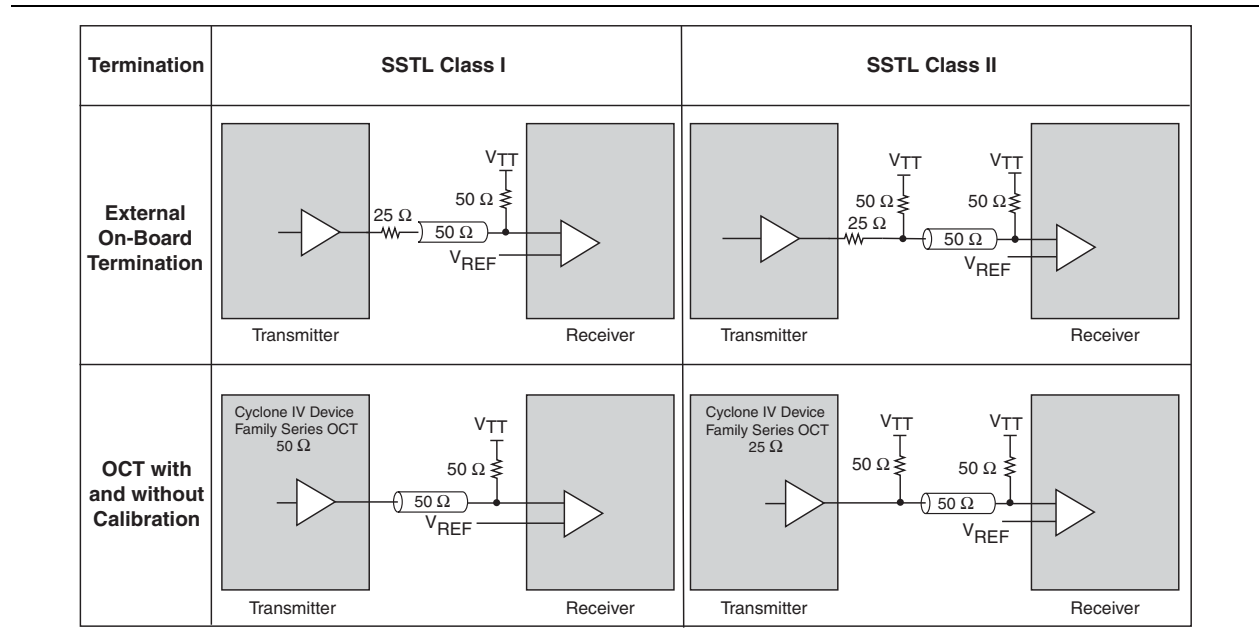 Termination
SSTL Class I
SSTL Class II
External
On-Board
Termination
VTT
50 Ω
25 Ω
50 Ω
VREF
Transmitter
Receiver
VTT
VTT
50 Ω
50 Ω
25 Ω
50 Ω
VREF
Transmitter
Receiver
OCT with
and without
Calibration
Cyclone IV Device
Family Series OCT
50 Ω
VTT
50 Ω
50 Ω
VREF
Transmitter
Receiver
Cyclone IV Device
Family Series OCT
25 Ω
VTT
VTT
50 Ω
50 Ω
50 Ω
VREF
Transmitter
Receiver